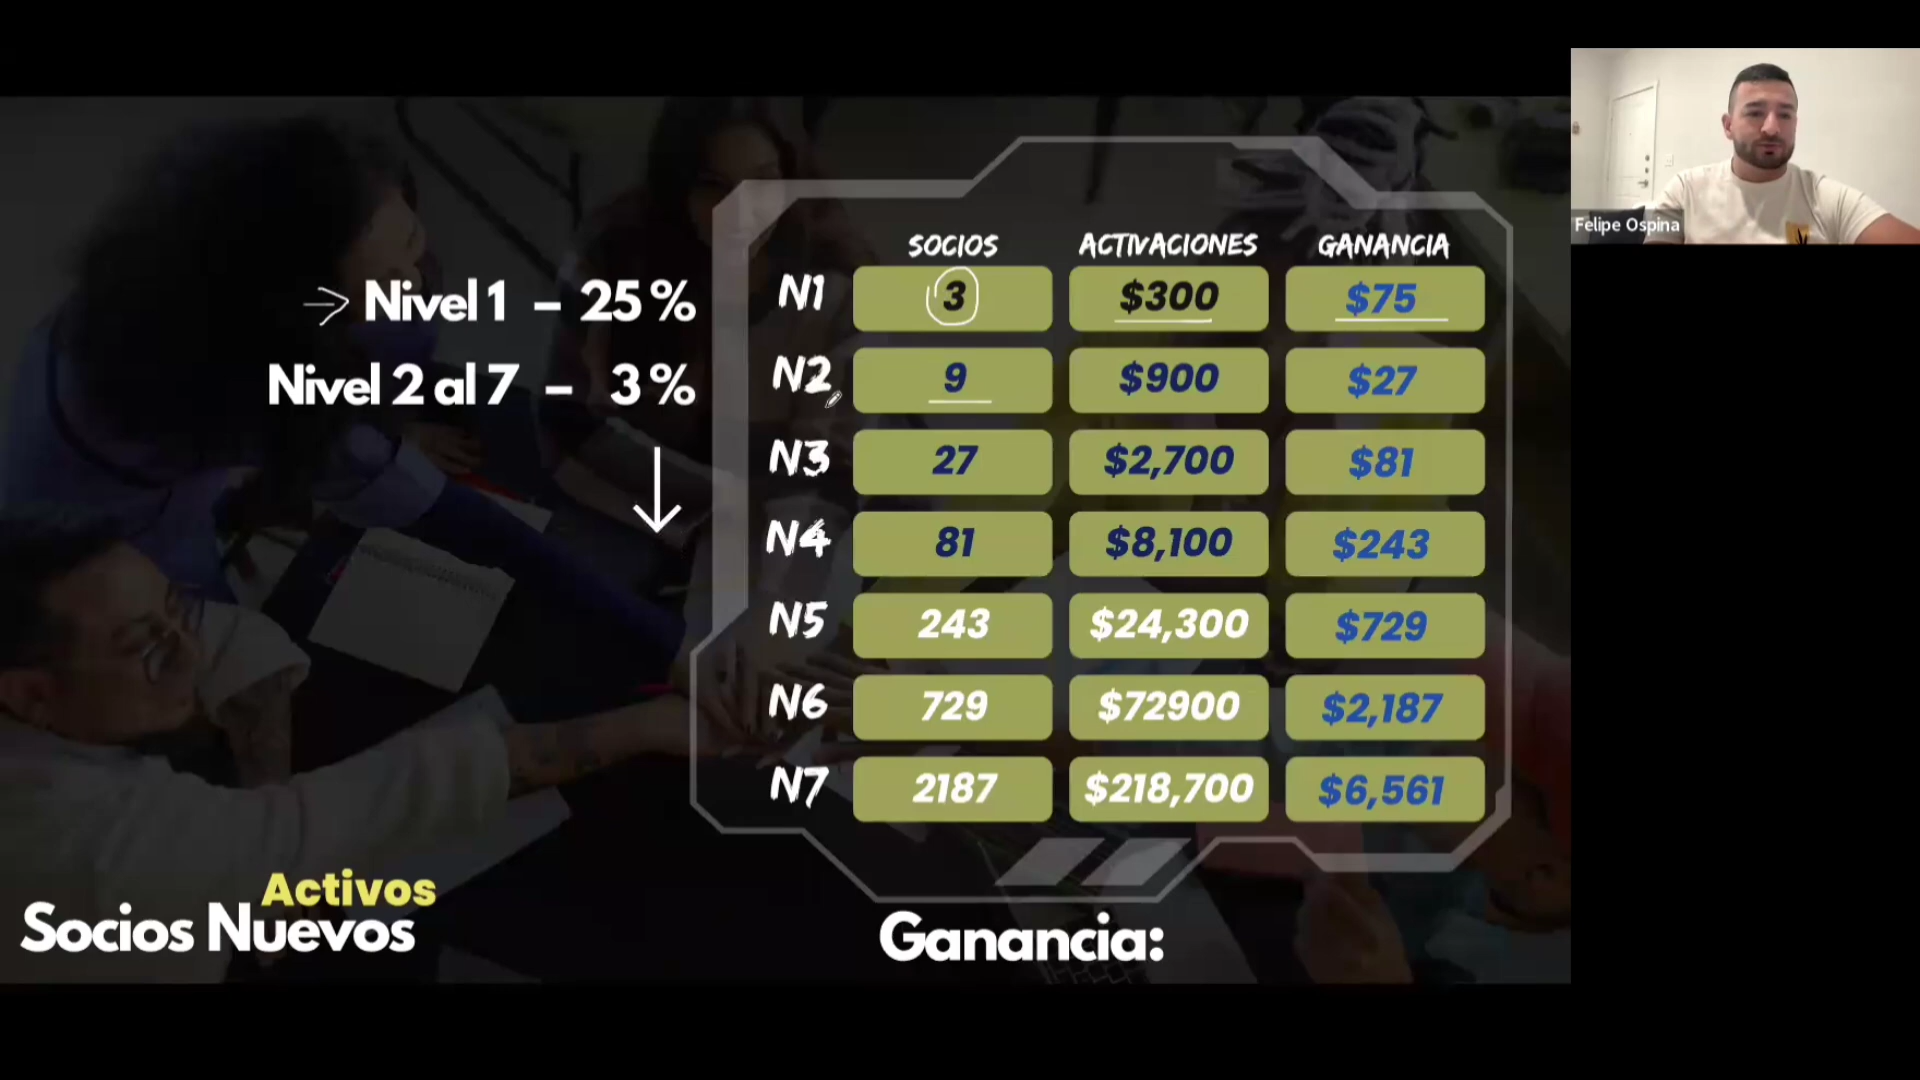 Felipe Ospina
SOCIOS ACTIVACIONES GANANCIA
Nivel 1 – 25%
Nivel 2 al 7 – 3%
N1 3 $300 $75
N2 9 $900 $27
N3 27 $2,700 $81
N4 81 $8,100 $243
N5 243 $24,300 $729
N6 729 $72900 $2,187
N7 2187 $218,700 $6,561
Activos
Socios Nuevos
Ganancia: